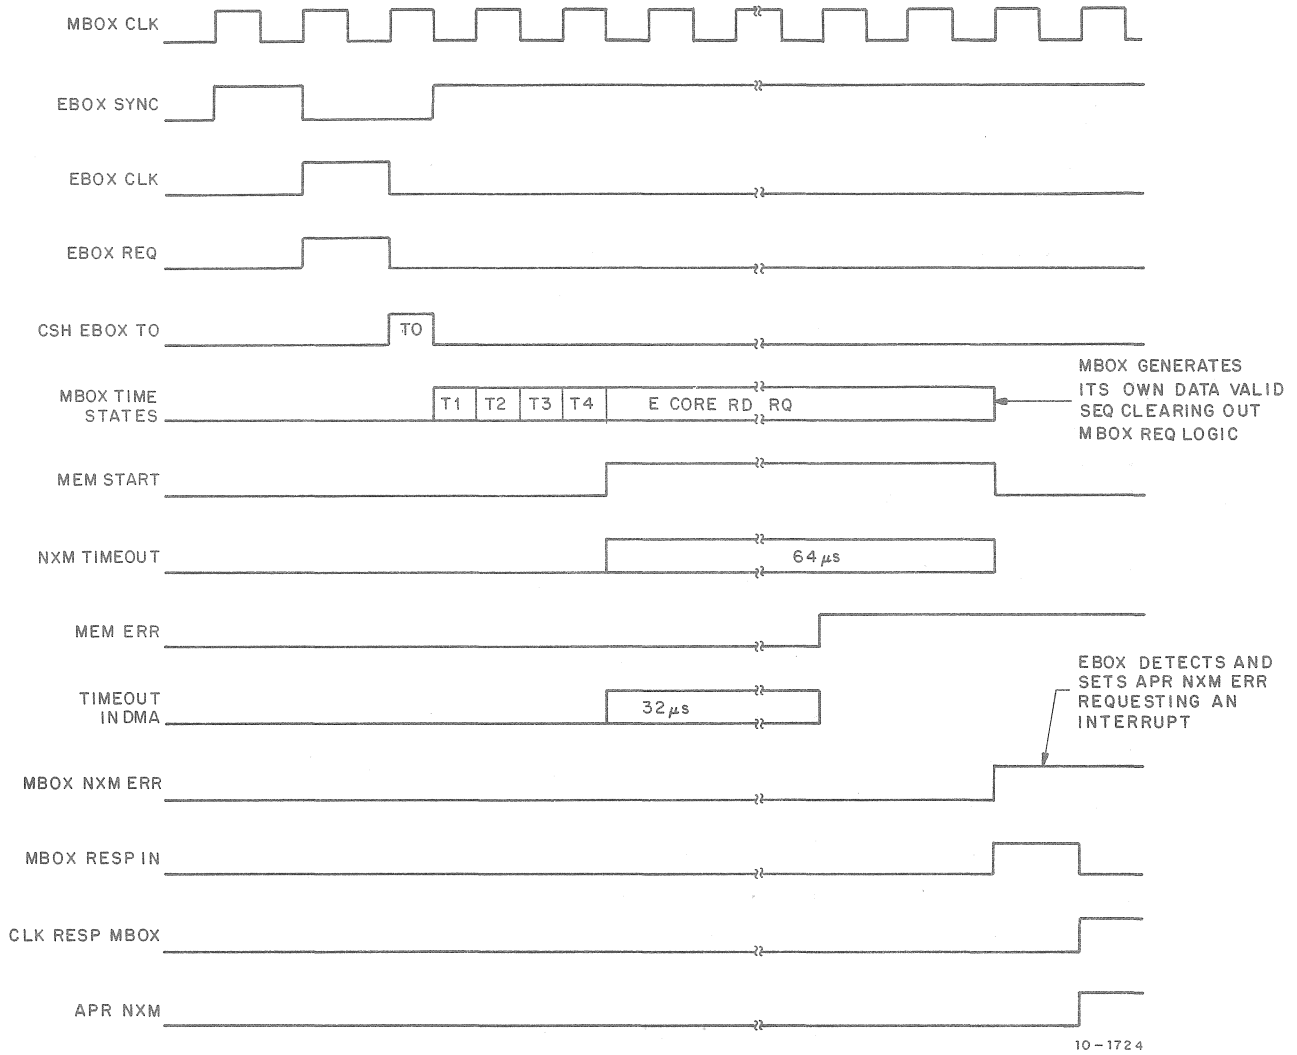 MBOX CLK
EBOX SYNC
EBOX CLK
EBOX REQ
CSH EBOX TO
TO
MBOX TIME
STATES
T1 T2 T3 T4 E CORE RD RQ
MBOX GENERATES
ITS OWN DATA VALID
SEQ CLEARING OUT
MBOX REQ LOGIC
MEM START
NXM TIMEOUT
64 μs
MEM ERR
TIMEOUT
IN DMA
32 μs
EBOX DETECTS AND
SETS APR NXM ERR
REQUESTING AN
INTERRUPT
MBOX NXM ERR
MBOX RESP IN
CLK RESP MBOX
APR NXM
10-1724